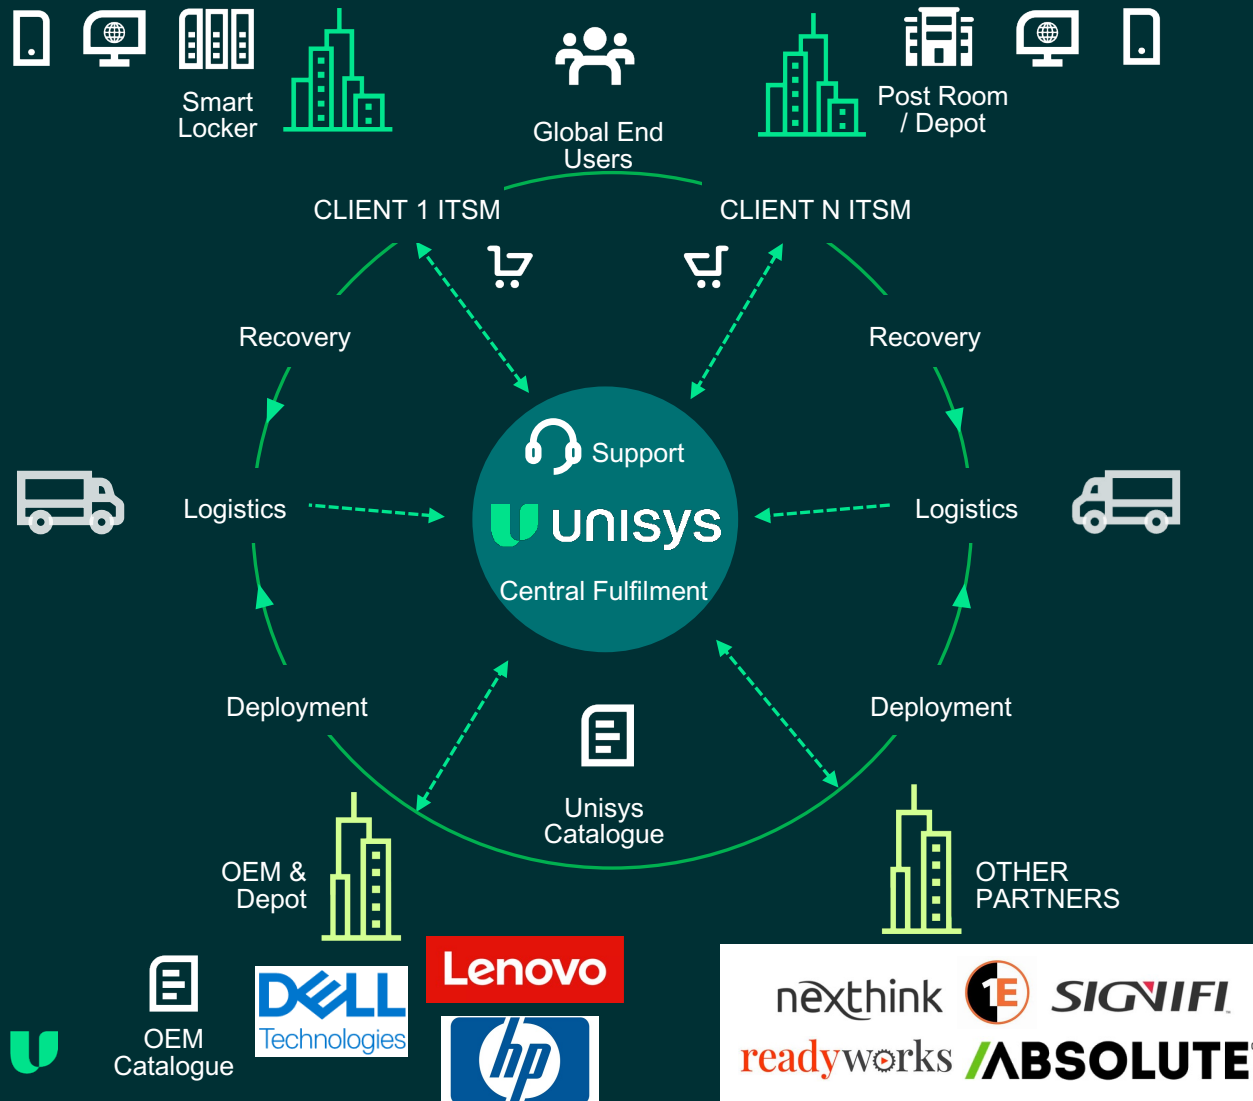 Smart
Locker
Global End
Users
Post Room
/ Depot
CLIENT 1 ITSM
CLIENT N ITSM
Recovery
Recovery
Support
Logistics
UNISYS
Logistics
Central Fulfilment
Deployment
Deployment
Unisys
Catalogue
OEM &
Depot
OTHER
PARTNERS
Lenovo
DELL
Technologies
hp
OEM
Catalogue
nexthink
1E
SIGNIFI
readyworks
ABSOLUTE